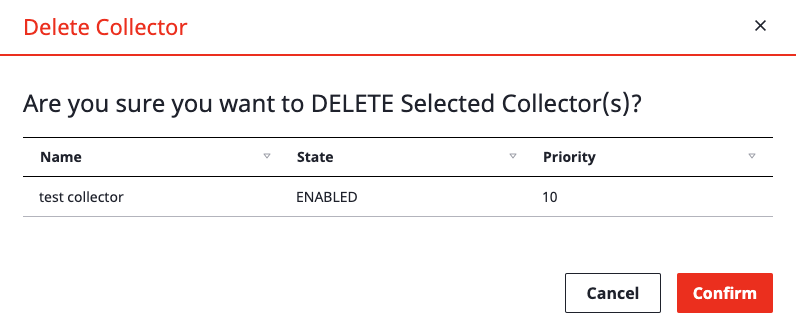 Delete Collector
Are you sure you want to DELETE Selected Collector(s)?
Name State Priority
test collector ENABLED 10
Cancel Confirm